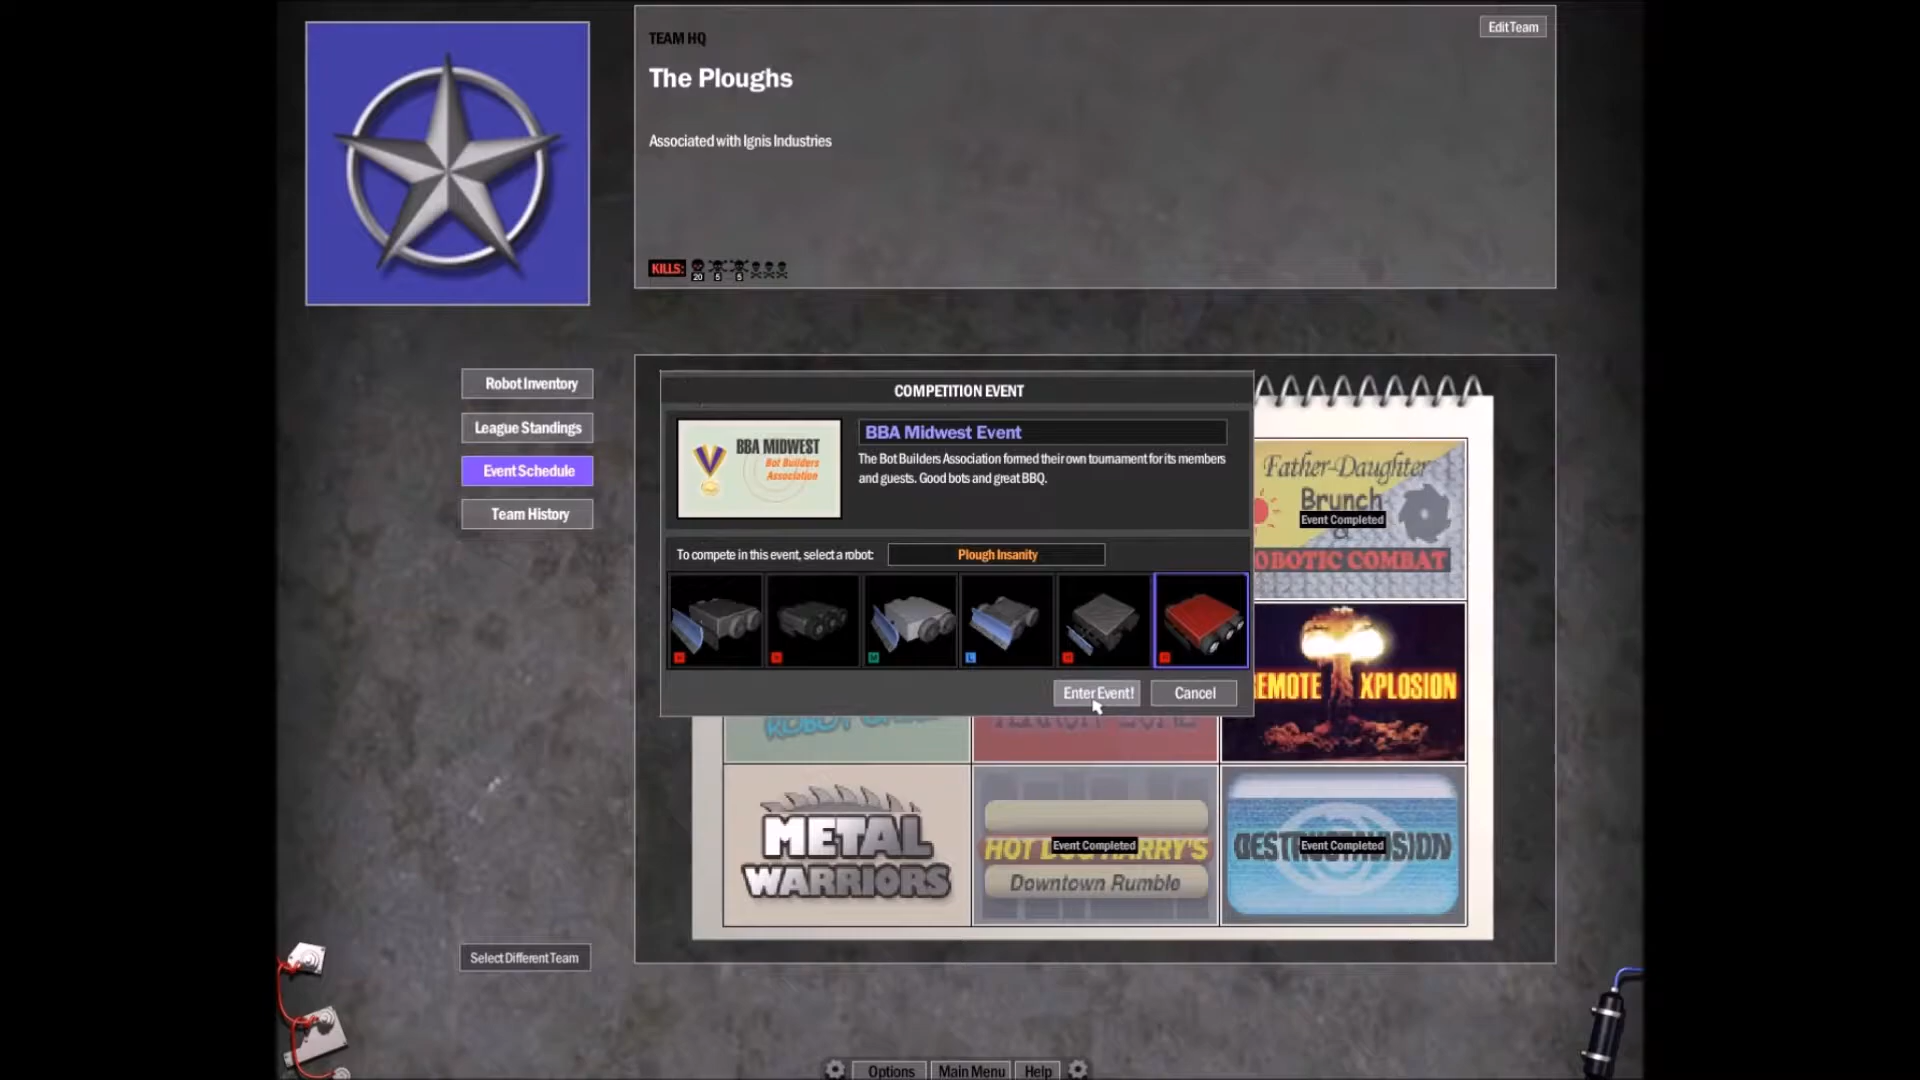 TEAM HQ
Edit Team
The Ploughs
Associated with Ignis Industries
KILLS:
20 5 5
Robot Inventory
League Standings
Event Schedule
Team History
Select Different Team
COMPETITION EVENT
BBA MIDWEST
Bot Builders
Association
BBA Midwest Event
The Bot Builders Association formed their own tournament for its members
and guests. Good bots and great BBQ.
To compete in this event, select a robot:
Plough Insanity
H
M
L
H
Enter Event!
Cancel
Father-Daughter
Brunch
Event Completed
&
OBOTIC COMBAT
EMOTE XPLOSION
METAL
WARRIORS
Event Completed
Downtown Rumble
Event Completed
Options
Main Menu
Help